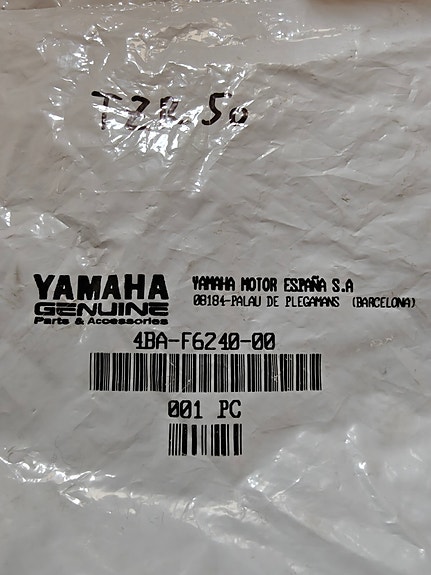 TZR 50
YAMAHA
GENUINE
Parts & Accessories
YAMAHA MOTOR ESPAÑA S.A
08184-PALAU DE PLEGAMANS (BARCELONA)
4BA-F6240-00
001 PC